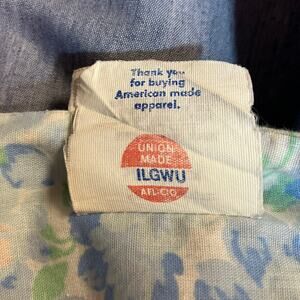 Thank you
for buying
American made
apparel.
UNION
MADE
ILGWU
AFL-CIO